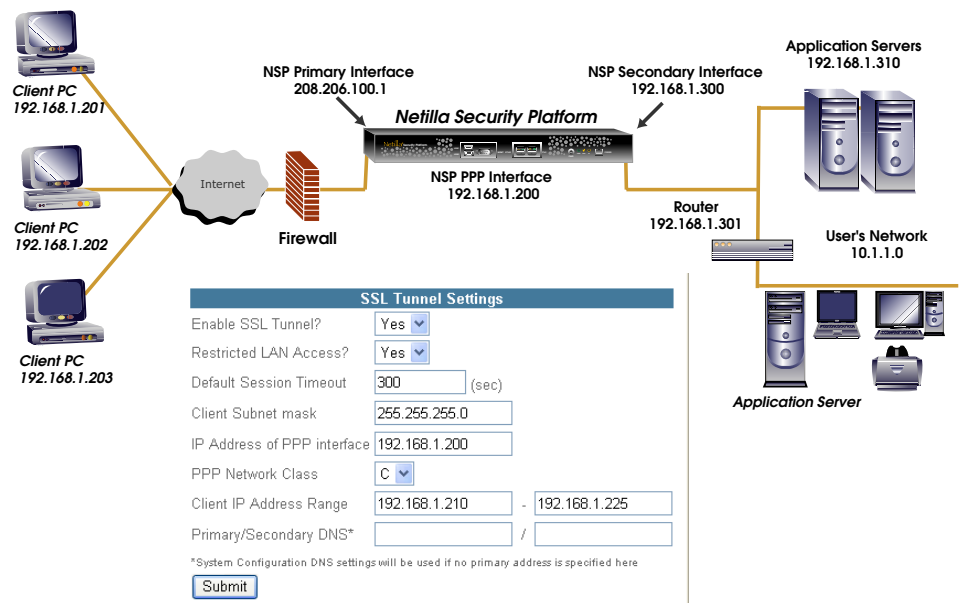 Client PC
192.168.1.201
Client PC
192.168.1.202
Client PC
192.168.1.203
Internet
Firewall
NSP Primary Interface
208.206.100.1
Netilla Security Platform
NSP PPP Interface
192.168.1.200
NSP Secondary Interface
192.168.1.300
Application Servers
192.168.1.310
Router
192.168.1.301
User's Network
10.1.1.0
Application Server
SSL Tunnel Settings
Enable SSL Tunnel? Yes
Restricted LAN Access? Yes
Default Session Timeout 300 (sec)
Client Subnet mask 255.255.255.0
IP Address of PPP interface 192.168.1.200
PPP Network Class C
Client IP Address Range 192.168.1.210 - 192.168.1.225
Primary/Secondary DNS* /
*System Configuration DNS settings will be used if no primary address is specified here
Submit